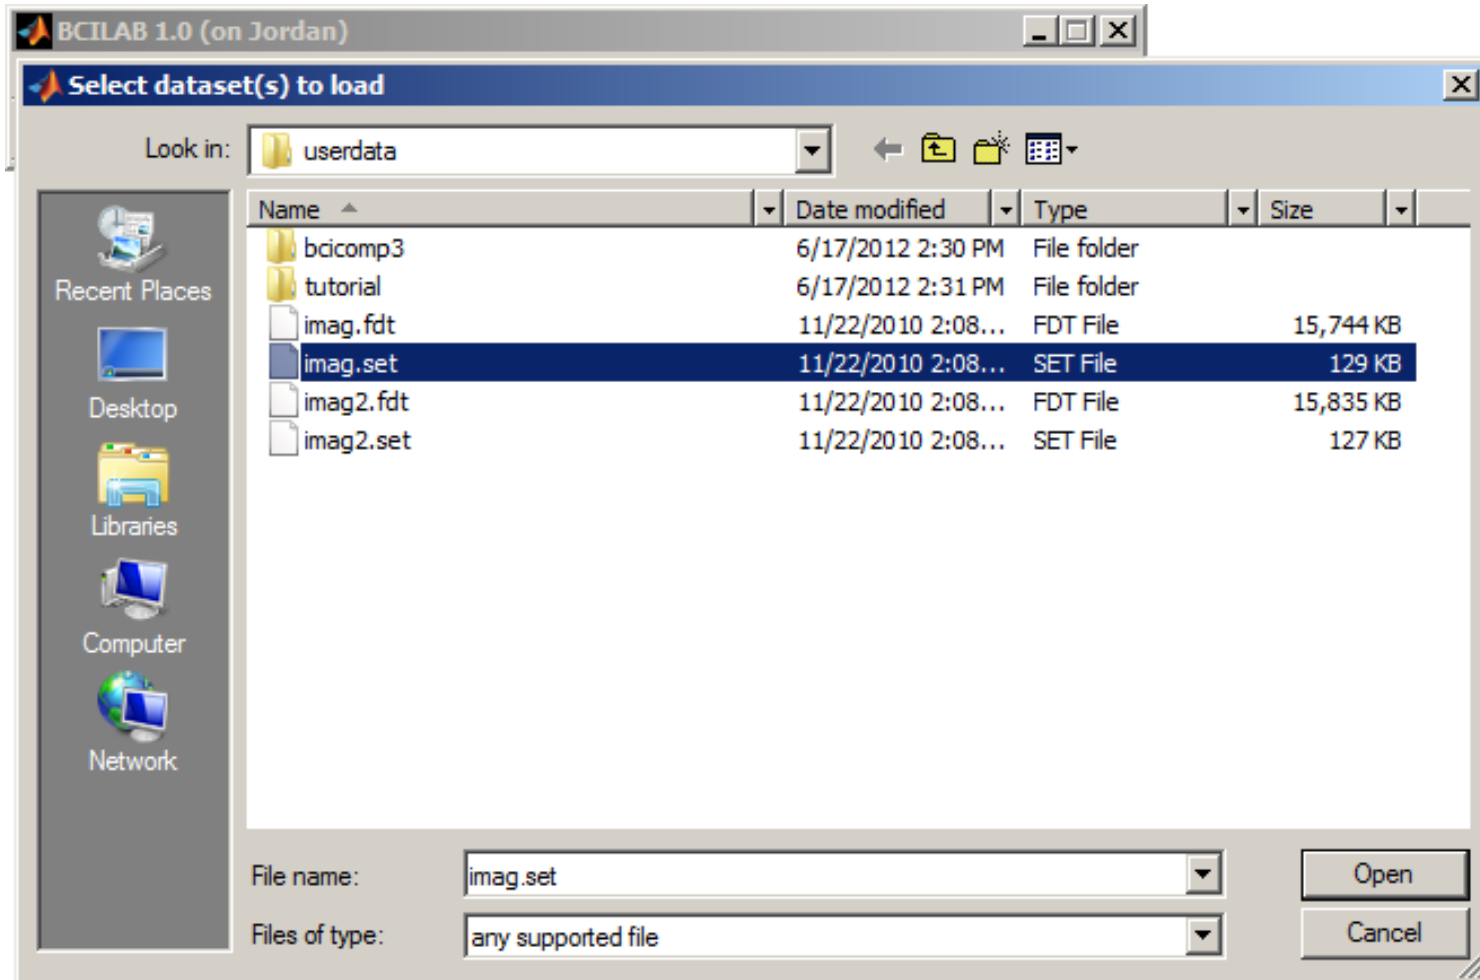 BCILAB 1.0 (on Jordan)
Select dataset(s) to load
Look in: userdata
Name Date modified Type Size
bcicomp3 6/17/2012 2:30 PM File folder
tutorial 6/17/2012 2:31 PM File folder
imag.fdt 11/22/2010 2:08... FDT File 15,744 KB
imag.set 11/22/2010 2:08... SET File 129 KB
imag2.fdt 11/22/2010 2:08... FDT File 15,835 KB
imag2.set 11/22/2010 2:08... SET File 127 KB
Recent Places
Desktop
Libraries
Computer
Network
File name: imag.set Open
Files of type: any supported file Cancel